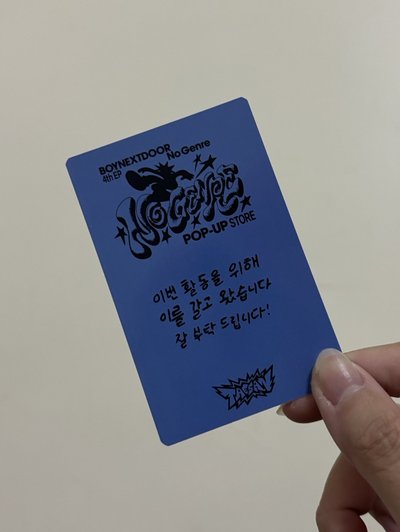 BOYNEXTDOOR
4th EP
No Genre
NO GENRE
POP-UP STORE
이번 활동을 위해
이를 갈고 왔습니다
잘 부탁 드립니다!
TAESAN